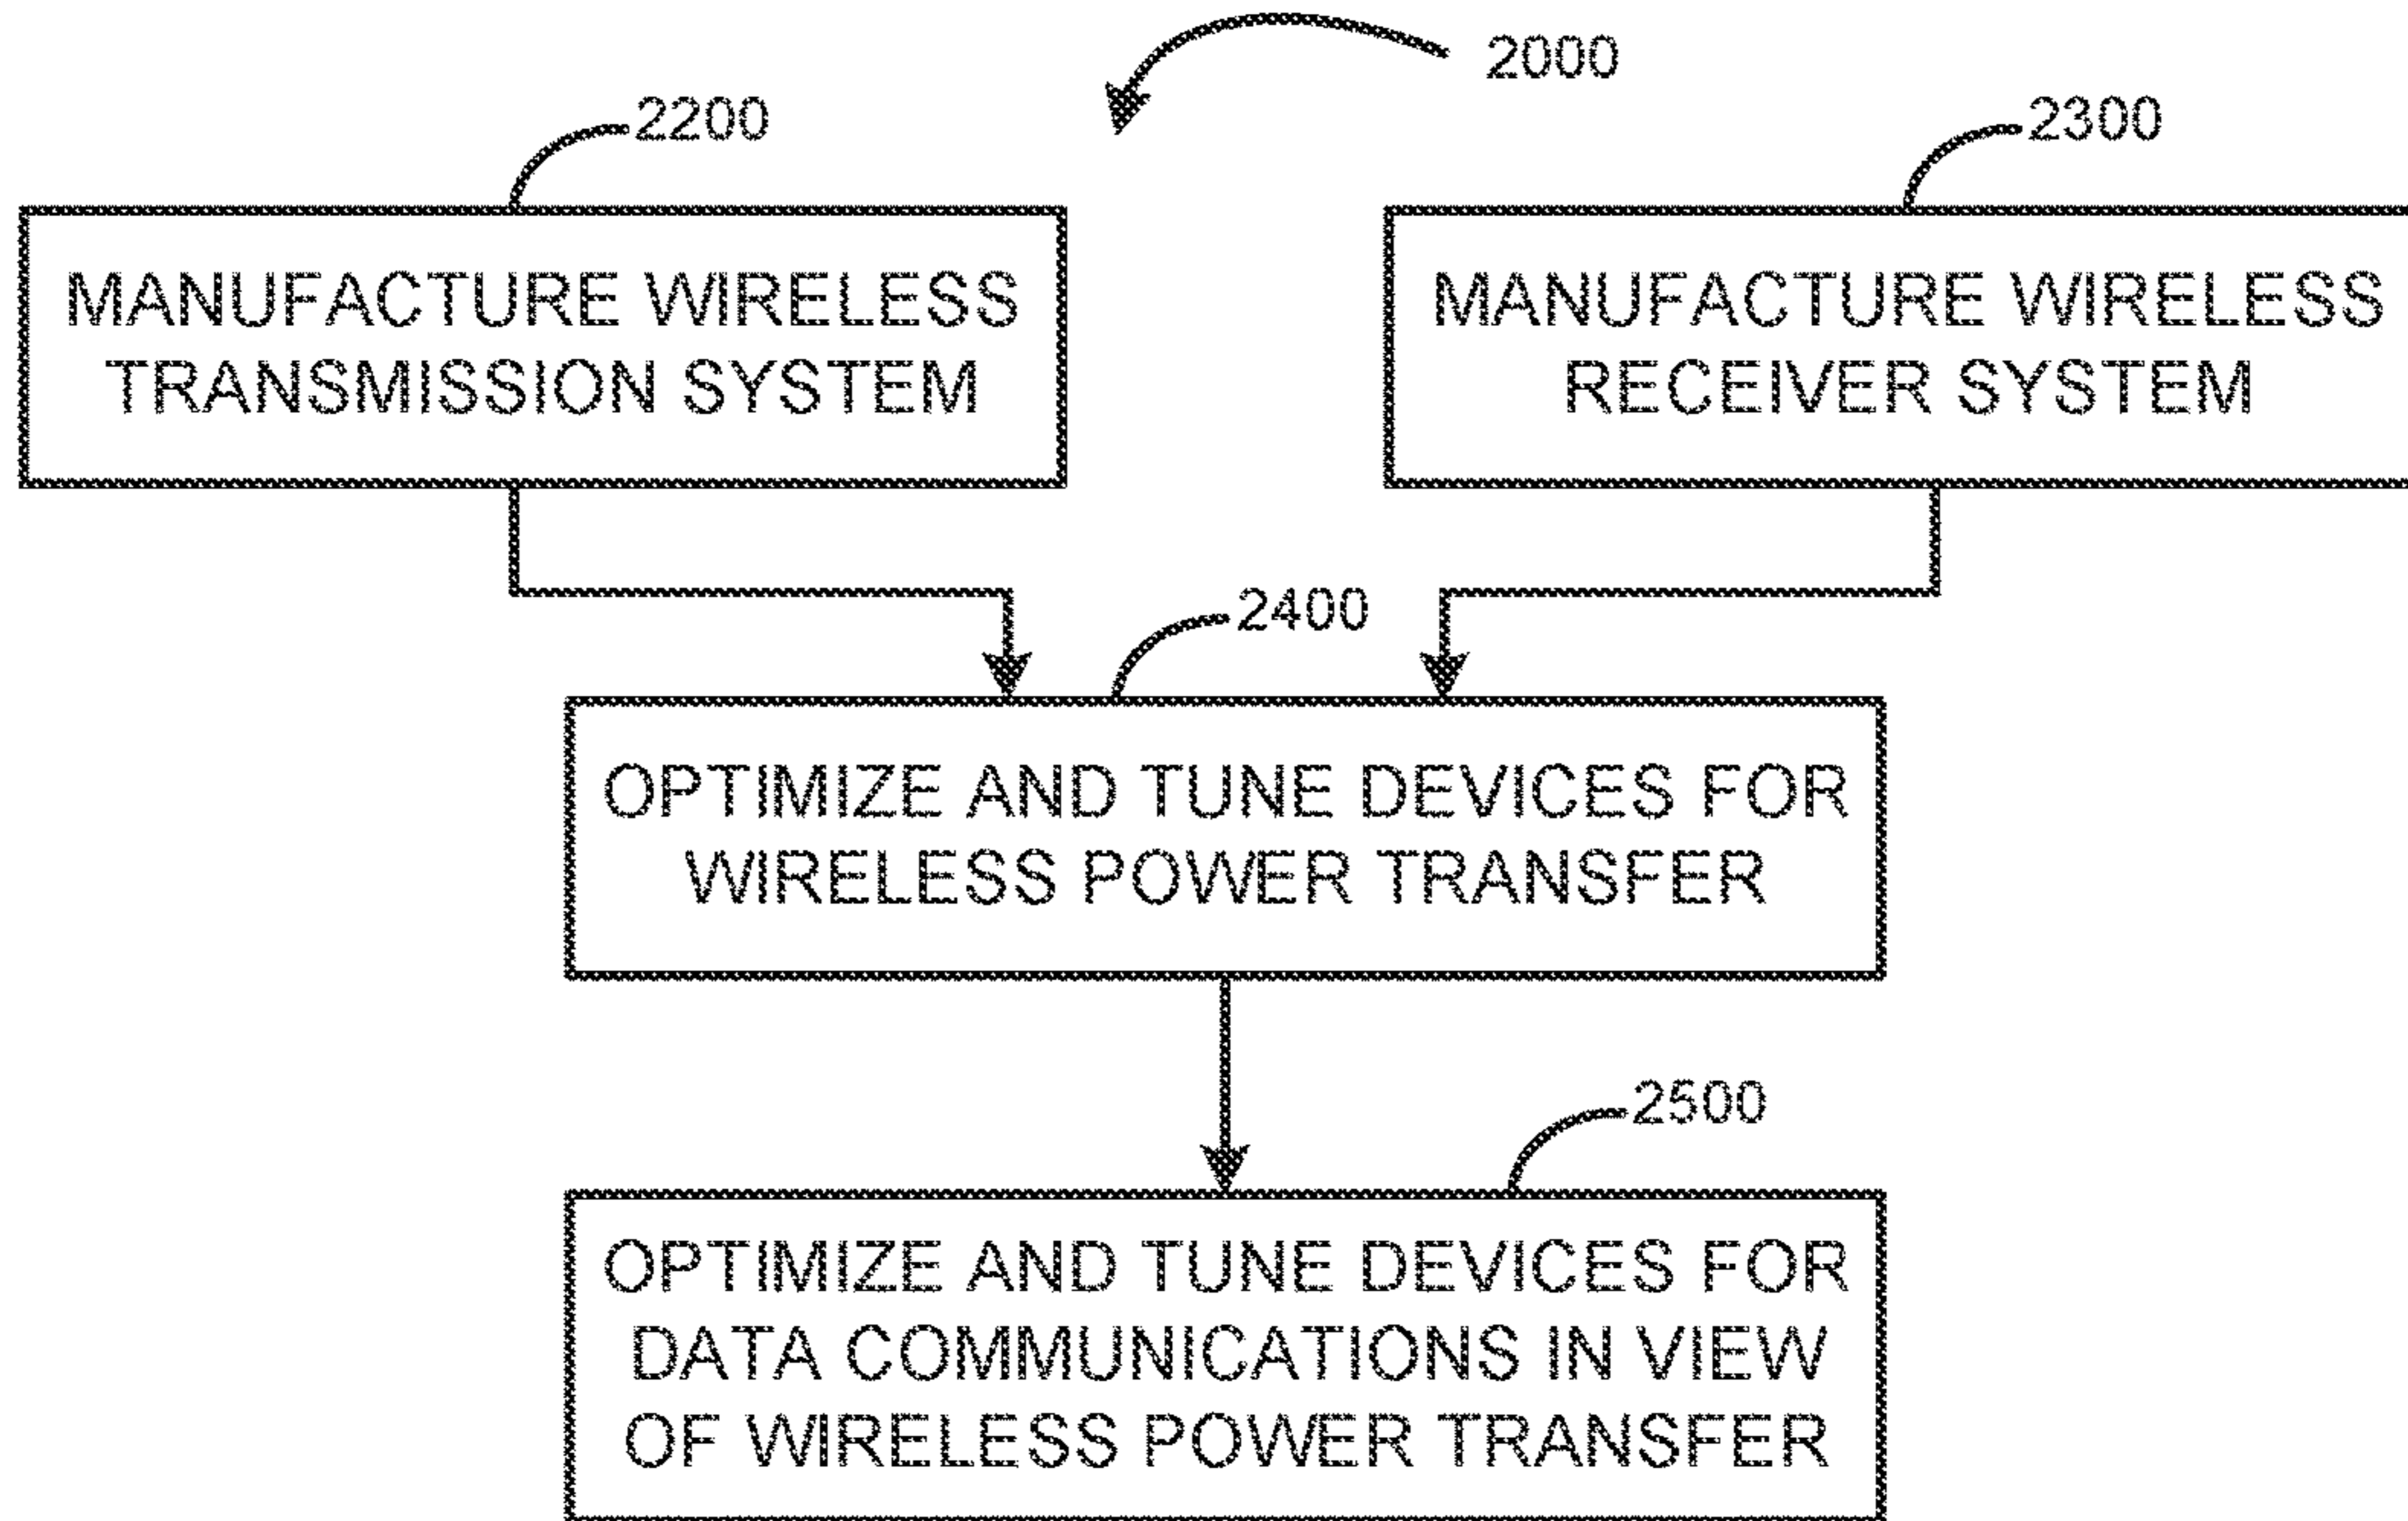 2000
2200
2300
MANUFACTURE WIRELESS
TRANSMISSION SYSTEM
MANUFACTURE WIRELESS
RECEIVER SYSTEM
2400
OPTIMIZE AND TUNE DEVICES FOR
WIRELESS POWER TRANSFER
2500
OPTIMIZE AND TUNE DEVICES FOR
DATA COMMUNICATIONS IN VIEW
OF WIRELESS POWER TRANSFER